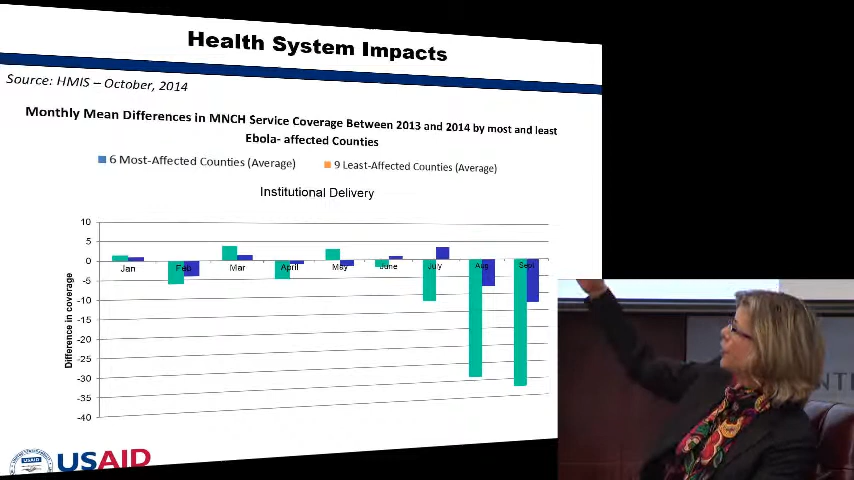 Health System Impacts
Source: HMIS – October, 2014
Monthly Mean Differences in MNCH Service Coverage Between 2013 and 2014 by most and least
Ebola- affected Counties
6 Most-Affected Counties (Average) 9 Least-Affected Counties (Average)
Institutional Delivery
10
5
0
-5
-10
-15
-20
-25
-30
-35
-40
Difference in coverage
Jan Feb Mar April May June July Aug Sept
USAID
USAID
NT